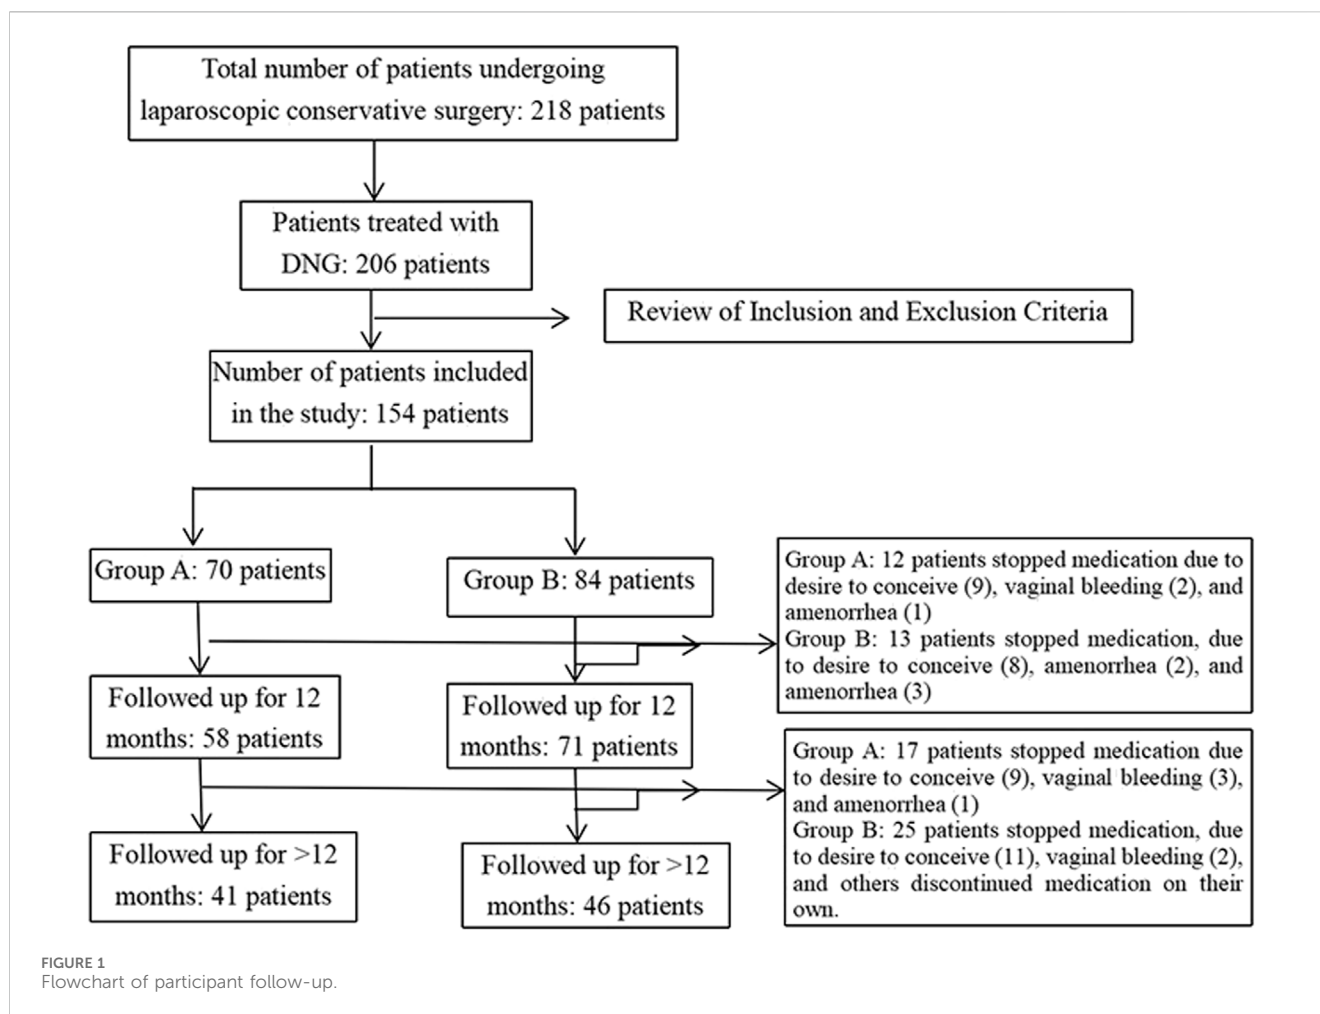 Total number of patients undergoing
laparoscopic conservative surgery: 218 patients
Patients treated with
DNG: 206 patients
Review of Inclusion and Exclusion Criteria
Number of patients included
in the study: 154 patients
Group A: 70 patients
Group B: 84 patients
Group A: 12 patients stopped medication due to
desire to conceive (9), vaginal bleeding (2), and
amenorrhea (1)
Group B: 13 patients stopped medication, due
to desire to conceive (8), amenorrhea (2), and
amenorrhea (3)
Followed up for 12
months: 58 patients
Followed up for 12
months: 71 patients
Group A: 17 patients stopped medication due
to desire to conceive (9), vaginal bleeding (3),
and amenorrhea (1)
Group B: 25 patients stopped medication, due
to desire to conceive (11), vaginal bleeding (2),
and others discontinued medication on their
own.
Followed up for >12
months: 41 patients
Followed up for >12
months: 46 patients
FIGURE 1
Flowchart of participant follow-up.